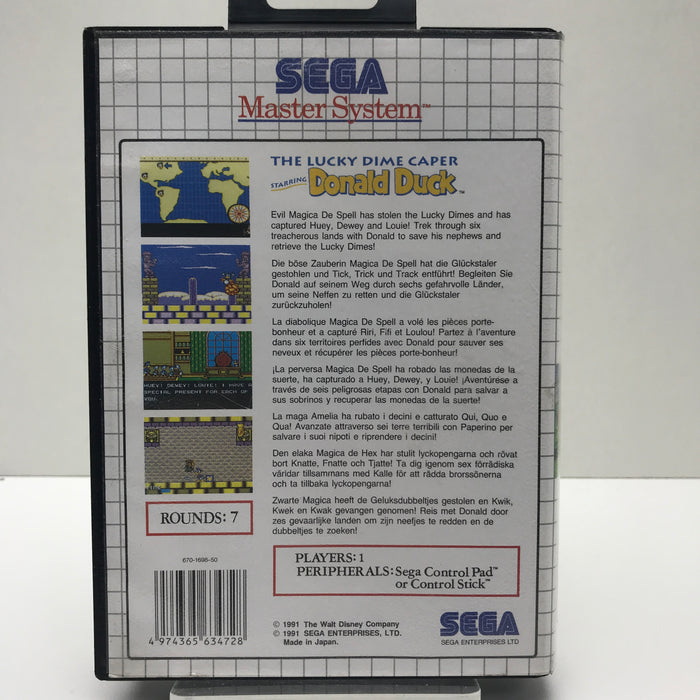 SEGA
Master System™
THE LUCKY DIME CAPER
STARRING Donald Duck™
Evil Magica De Spell has stolen the Lucky Dimes and has
captured Huey, Dewey and Louie! Trek through six
treacherous lands with Donald to save his nephews and
retrieve the Lucky Dimes!
Die böse Zauberin Magica De Spell hat die Glückstaler
gestohlen und Tick, Trick und Track entführt! Begleiten Sie
Donald auf seinem Weg durch sechs gefahrvolle Länder,
um seine Neffen zu retten und die Glückstaler
zurückzuholen!
La diabolique Magica De Spell a volé les pièces porte-
bonheur et a capturé Riri, Fifi et Loulou! Partez à l'aventure
dans six territoires perfides avec Donald pour sauver ses
neveux et récupérer les pièces porte-bonheur!
¡La perversa Magica De Spell ha robado las monedas de la
suerte, ha capturado a Huey, Dewey, y Louie! ¡Aventúrese a
través de seis peligrosas etapas con Donald para salvar a
sus sobrinos y recuperar las monedas de la suerte!
La maga Amelia ha rubato i decini e catturato Qui, Quo e
Qua! Avanzate attraverso sei terre terribili con Paperino per
salvare i suoi nipoti e riprendere i decini!
Den elaka Magica de Hex har stulit lyckopengarna och rövat
bort Knatte, Fnatte och Tjatte! Ta dig igenom sex förrädiska
världar tillsammans med Kalle för att rädda brorssönerna
och ta tillbaka lyckopengarna!
Zwarte Magica heeft de Geluksdubbeltjes gestolen en Kwik,
Kwek en Kwak gevangen genomen! Reis met Donald door
zes gevaarlijke landen om zijn neefjes te redden en de
dubbeltjes te zoeken!
HUEY! DEWEY! LOUIE! I HAVE A
SPECIAL PRESENT FOR EACH OF
YOU.
ROUNDS: 7
PLAYERS: 1
PERIPHERALS: Sega Control Pad™
or Control Stick™
670-1698-50
4 974365 634728
© 1991 The Walt Disney Company
© 1991 SEGA ENTERPRISES, LTD.
Made in Japan.
SEGA
SEGA ENTERPRISES LTD